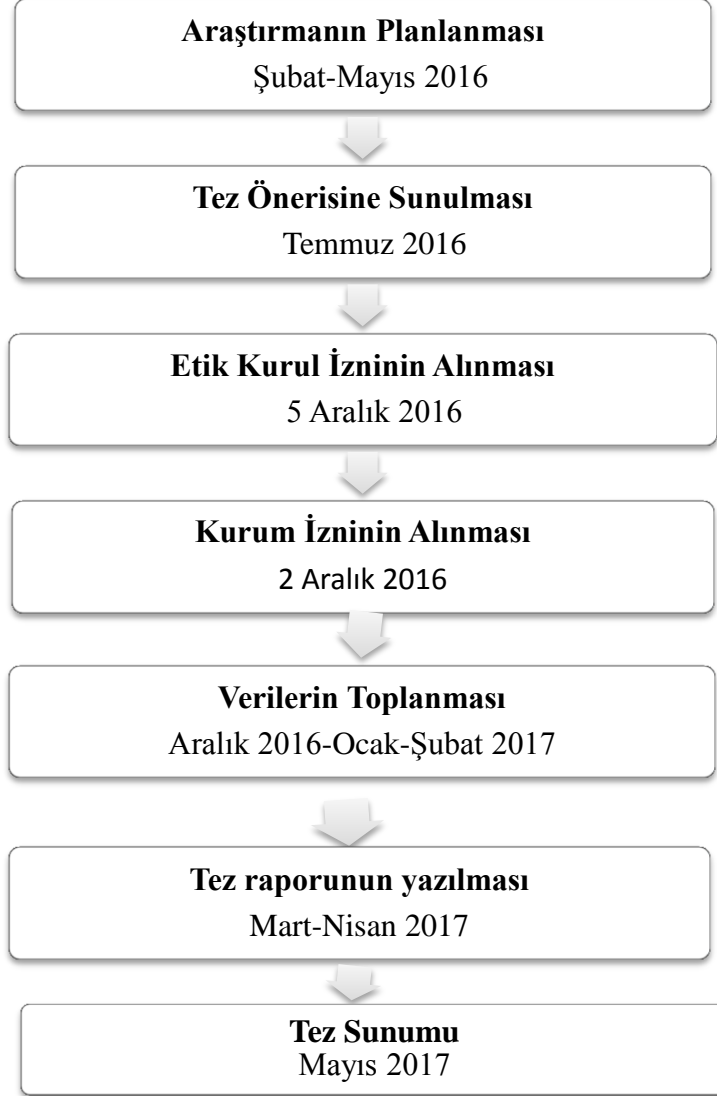 Araştırmanın Planlanması
Şubat-Mayıs 2016
Tez Önerisine Sunulması
Temmuz 2016
Etik Kurul İzninin Alınması
5 Aralık 2016
Kurum İzninin Alınması
2 Aralık 2016
Verilerin Toplanması
Aralık 2016-Ocak-Şubat 2017
Tez raporunun yazılması
Mart-Nisan 2017
Tez Sunumu
Mayıs 2017